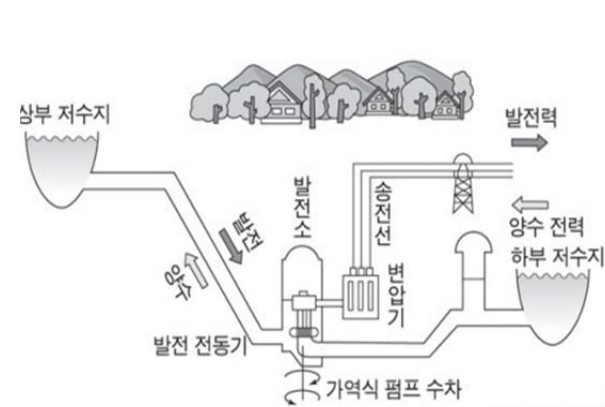 상부 저수지
발전력
발전소
송전선
양수 전력
하부 저수지
발전
양수
변압기
발전 전동기
가역식 펌프 수차